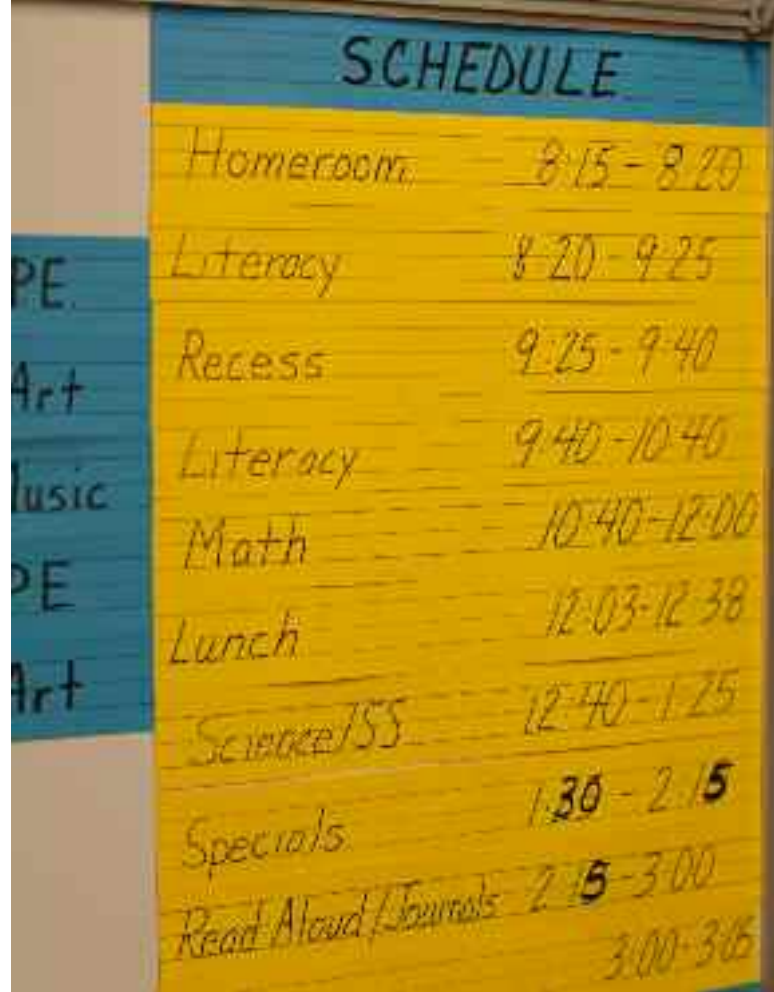 SCHEDULE
Homeroom 8:15 - 8:20
Literacy 8:20 - 9:25
Recess 9:25 - 9:40
Literacy 9:40 - 10:40
Math 10:40 - 12:00
Lunch 12:03 - 12:38
Science/SS 12:40 - 1:25
Specials 1:30 - 2:15
Read Aloud/Journals 2:15 - 3:00
3:00 - 3:05
PE
Art
usic
PE
Art